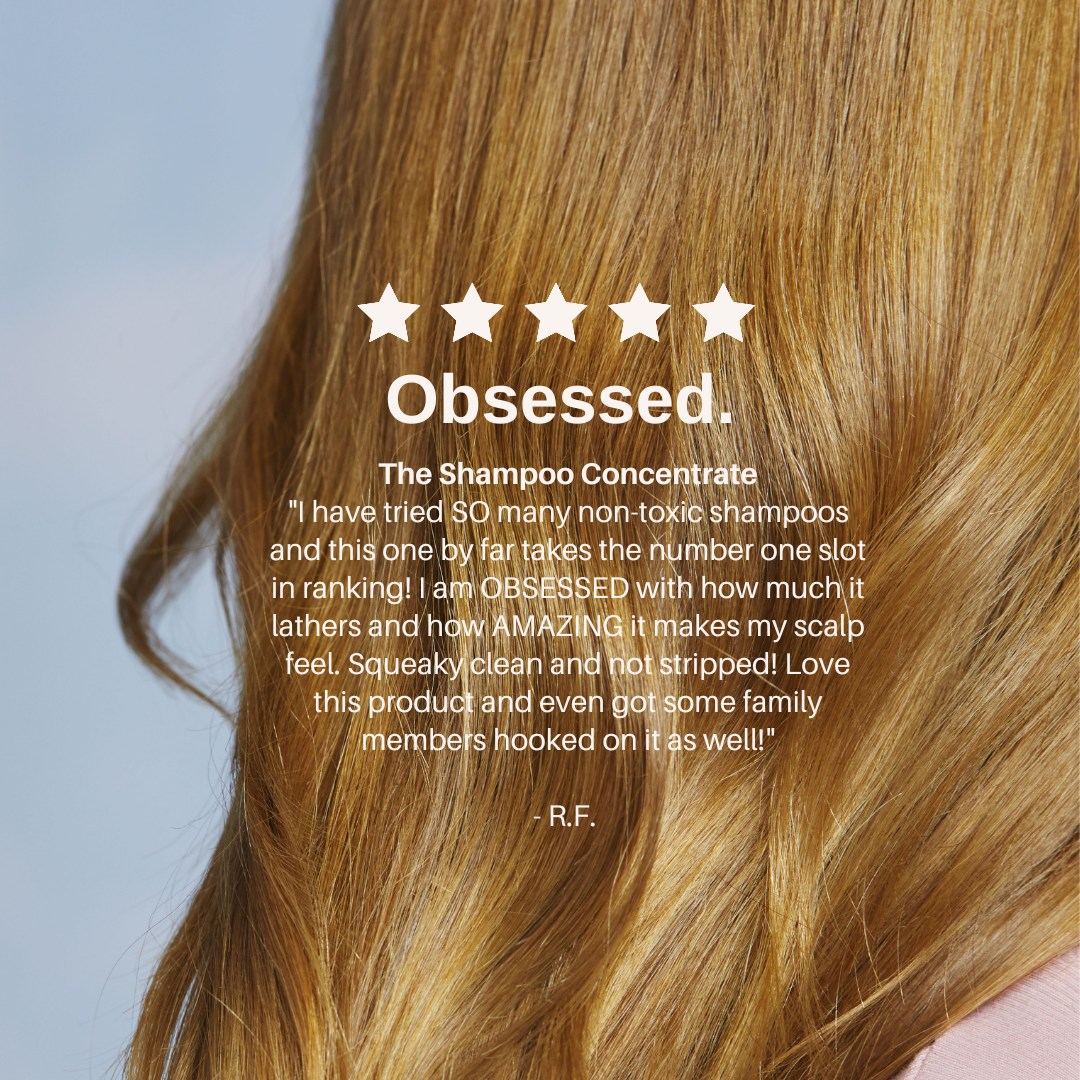 Obsessed.
The Shampoo Concentrate
"I have tried SO many non-toxic shampoos
and this one by far takes the number one slot
in ranking! I am OBSESSED with how much it
lathers and how AMAZING it makes my scalp
feel. Squeaky clean and not stripped! Love
this product and even got some family
members hooked on it as well!"
- R.F.